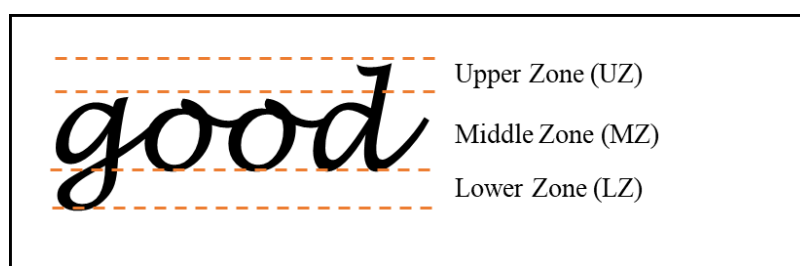 good
Upper Zone (UZ)
Middle Zone (MZ)
Lower Zone (LZ)